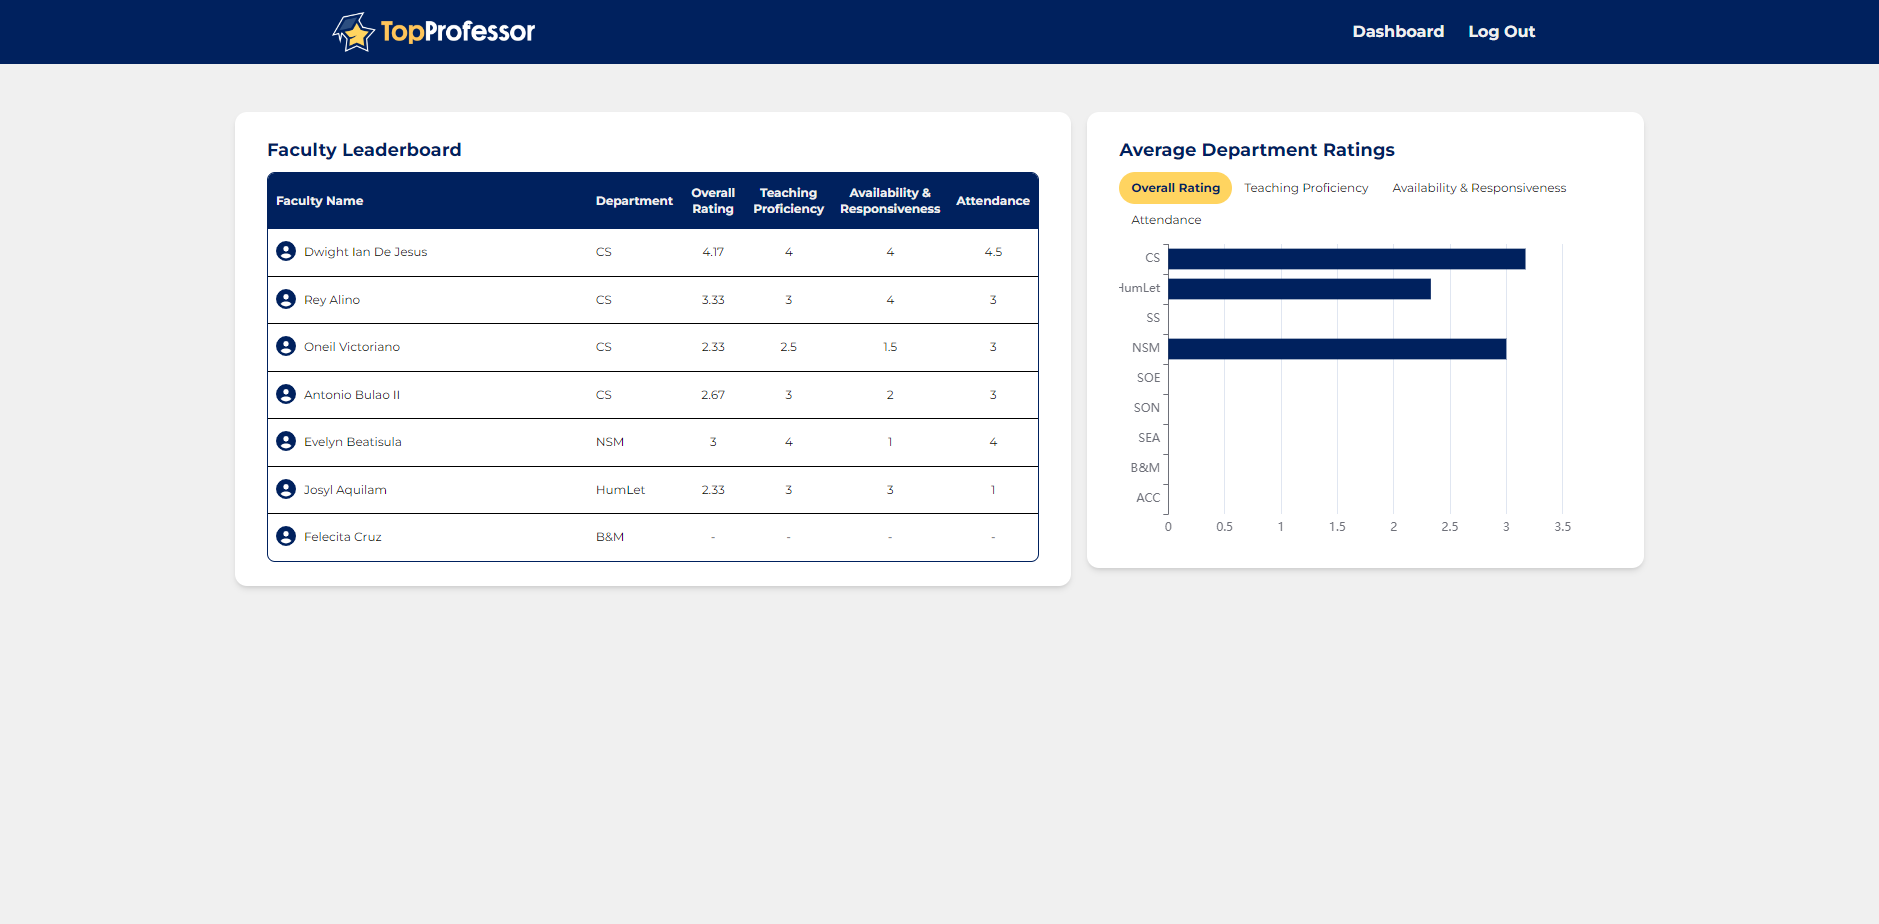 TopProfessor
Dashboard Log Out
Faculty Leaderboard
Faculty Name Department Overall Rating Teaching Proficiency Availability & Responsiveness Attendance
Dwight Ian De Jesus CS 4.17 4 4 4.5
Rey Alino CS 3.33 3 4 3
Oneil Victoriano CS 2.33 2.5 1.5 3
Antonio Bulao II CS 2.67 3 2 3
Evelyn Beatisula NSM 3 4 1 4
Josyl Aquilam HumLet 2.33 3 3 1
Felecita Cruz B&M - - - -
Average Department Ratings
Overall Rating Teaching Proficiency Availability & Responsiveness
Attendance
CS
HumLet
SS
NSM
SOE
SON
SEA
B&M
ACC
0 0.5 1 1.5 2 2.5 3 3.5